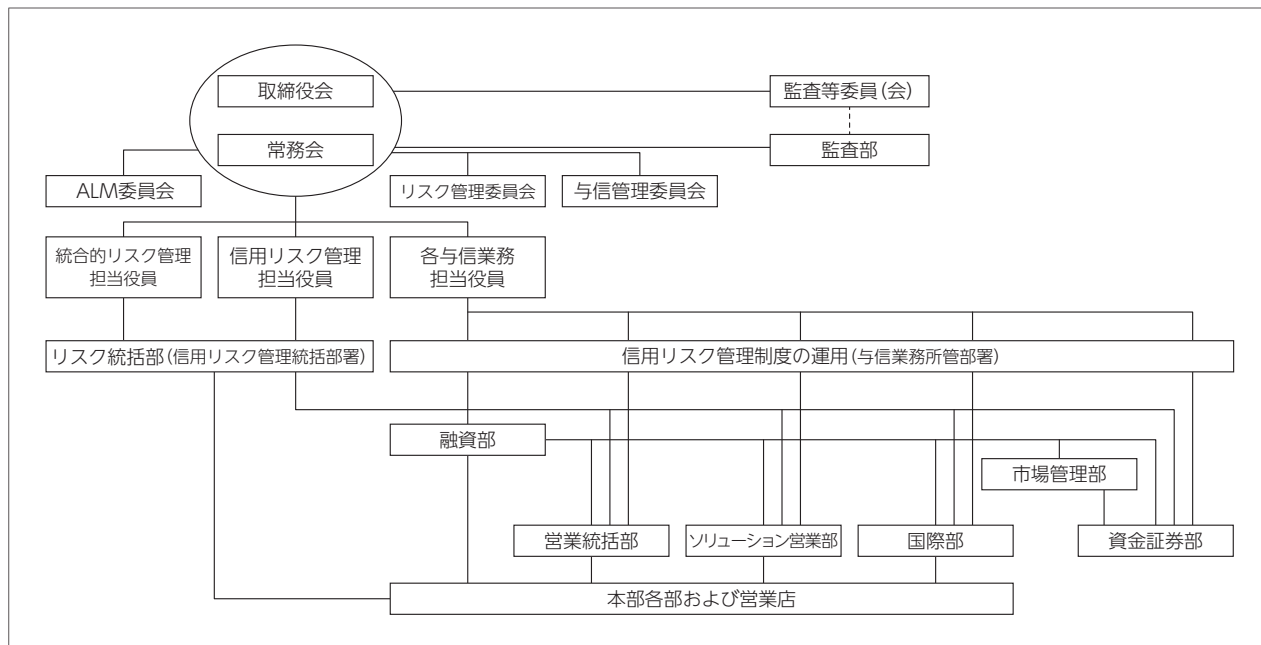 取締役会
監査等委員(会)
常務会
監査部
ALM委員会
リスク管理委員会
与信管理委員会
統合的リスク管理
担当役員
信用リスク管理
担当役員
各与信業務
担当役員
リスク統括部(信用リスク管理統括部署)
信用リスク管理制度の運用(与信業務所管部署)
融資部
市場管理部
営業統括部
ソリューション営業部
国際部
資金証券部
本部各部および営業店